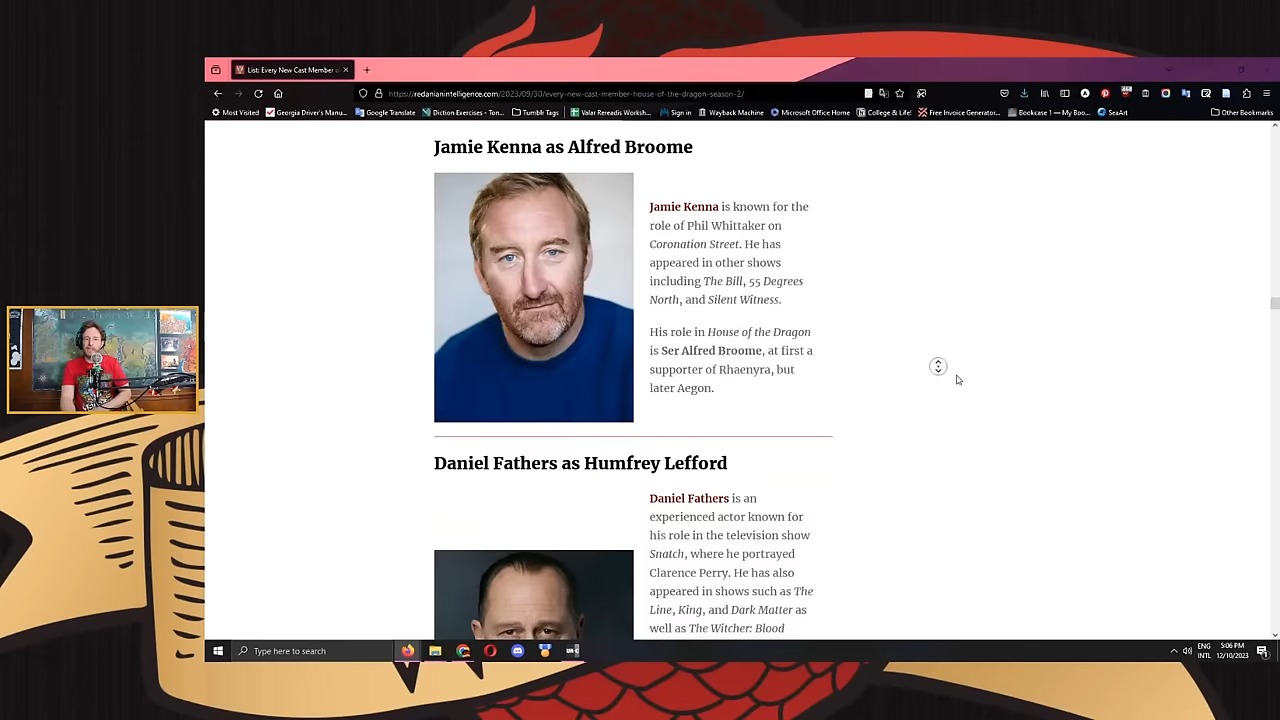 List: Every New Cast Member
https://redanianintelligence.com/2023/09/30/every-new-cast-member-house-of-the-dragon-season-2/
Most Visited Georgia Driver's Manu... Google Translate Diction Exercises - Ton... Tumblr Tags Valar Rereadis Worksh... Sign in Wayback Machine Microsoft Office Home College & Life! Free Invoice Generator... Bookcase 1 — My Boo... SeaArt Other Bookmarks
Jamie Kenna as Alfred Broome
Jamie Kenna is known for the
role of Phil Whittaker on
Coronation Street. He has
appeared in other shows
including The Bill, 55 Degrees
North, and Silent Witness.
His role in House of the Dragon
is Ser Alfred Broome, at first a
supporter of Rhaenyra, but
later Aegon.
Daniel Fathers as Humfrey Lefford
Daniel Fathers is an
experienced actor known for
his role in the television show
Snatch, where he portrayed
Clarence Perry. He has also
appeared in shows such as The
Line, King, and Dark Matter as
well as The Witcher: Blood
Type here to search
ENG
INTL
5:06 PM
12/10/2023